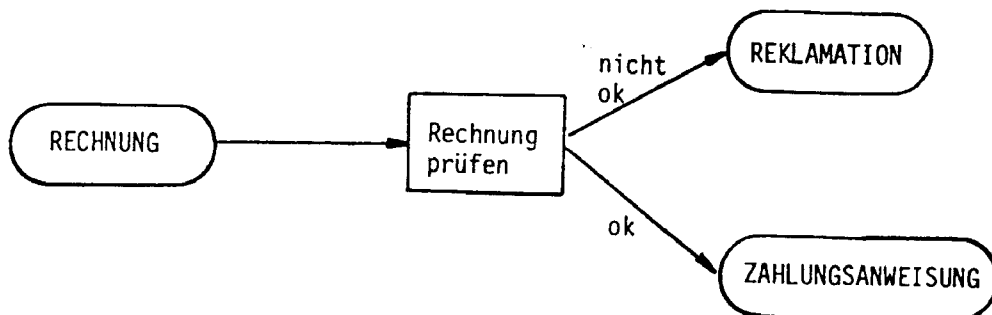 RECHNUNG
Rechnung
prüfen
nicht
ok
REKLAMATION
ok
ZAHLUNGSANWEISUNG